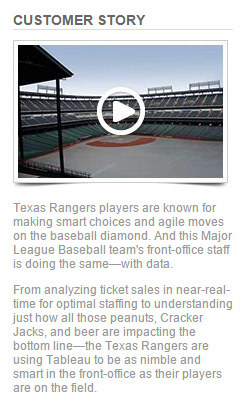 CUSTOMER STORY
Texas Rangers players are known for
making smart choices and agile moves
on the baseball diamond. And this Major
League Baseball team's front-office staff
is doing the same—with data.
From analyzing ticket sales in near-real-
time for optimal staffing to understanding
just how all those peanuts, Cracker
Jacks, and beer are impacting the
bottom line—the Texas Rangers are
using Tableau to be as nimble and
smart in the front-office as their players
are on the field.